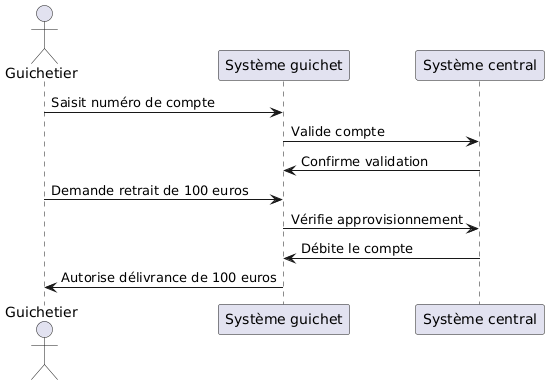 Guichetier
Système guichet
Système central
Saisit numéro de compte
Valide compte
Confirme validation
Demande retrait de 100 euros
Vérifie approvisionnement
Débite le compte
Autorise délivrance de 100 euros
Guichetier
Système guichet
Système central